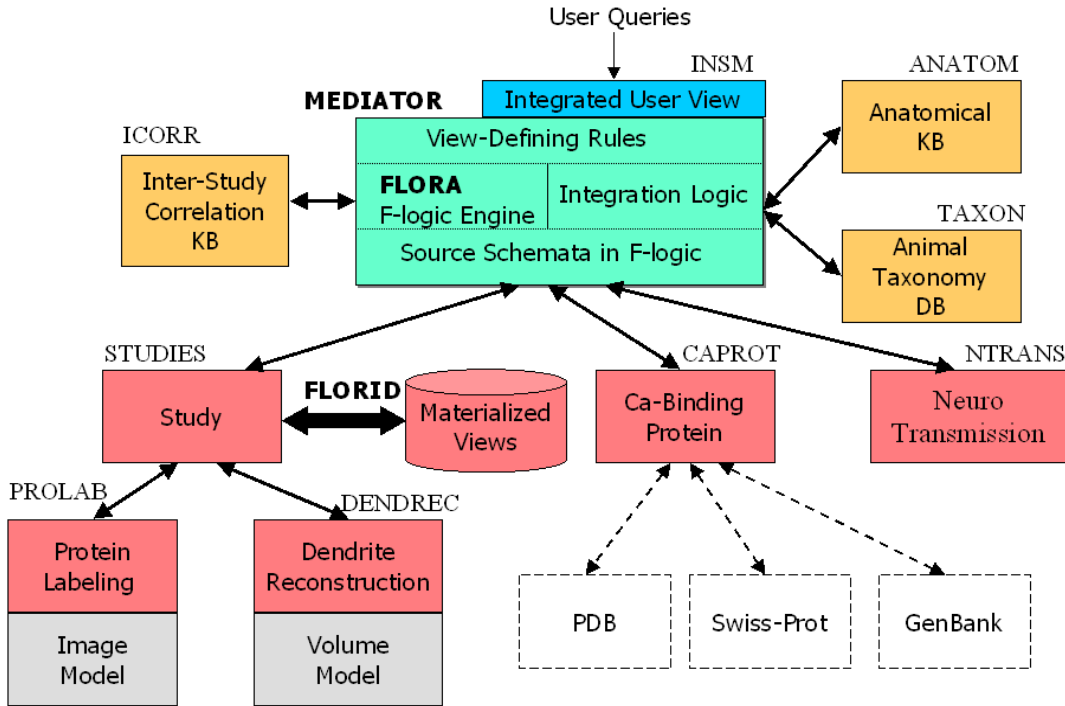 User Queries
INSM
ANATOM
MEDIATOR
Integrated User View
Anatomical
KB
ICORR
View-Defining Rules
Inter-Study
Correlation
KB
FLORA
F-logic Engine
Integration Logic
TAXON
Animal
Taxonomy
DB
Source Schemata in F-logic
STUDIES
CAPROT
NTRANS
Study
FLORID
Materialized
Views
Ca-Binding
Protein
Neuro
Transmission
PROLAB
DENDREC
Protein
Labeling
Dendrite
Reconstruction
PDB
Swiss-Prot
GenBank
Image
Model
Volume
Model